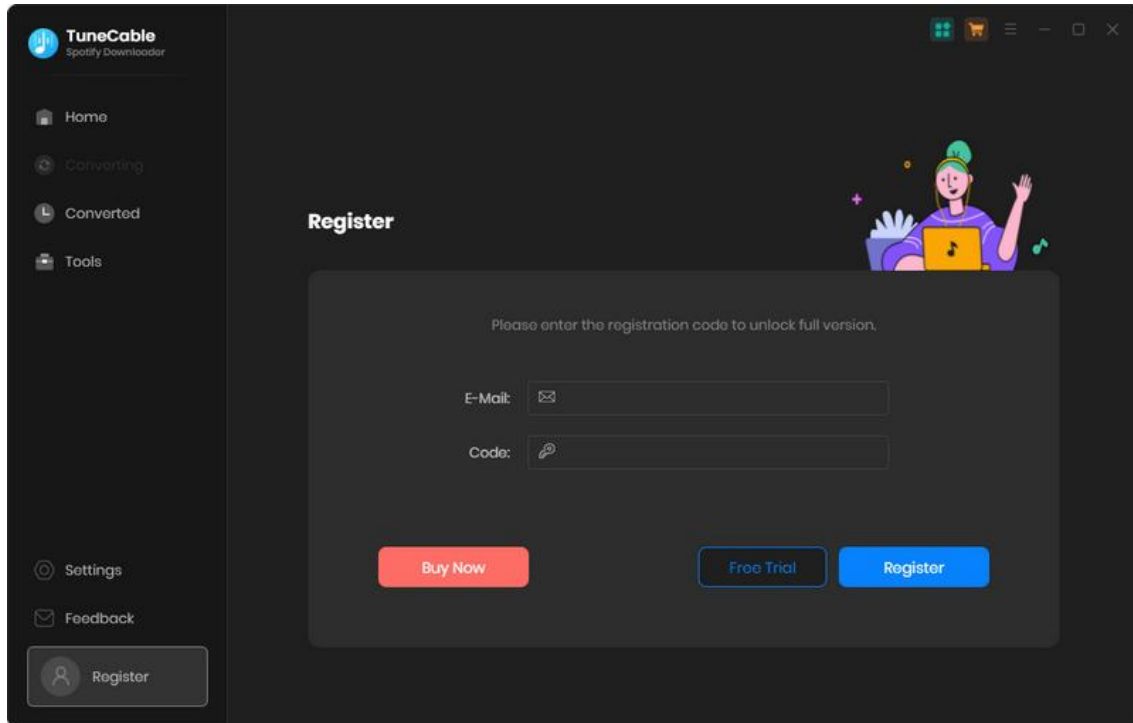 TuneCable
Spotify Downloader
Home
Converting
Converted
Tools
Settings
Feedback
Register
Register
Please enter the registration code to unlock full version.
E-Mail:
Code:
Buy Now
Free Trial
Register